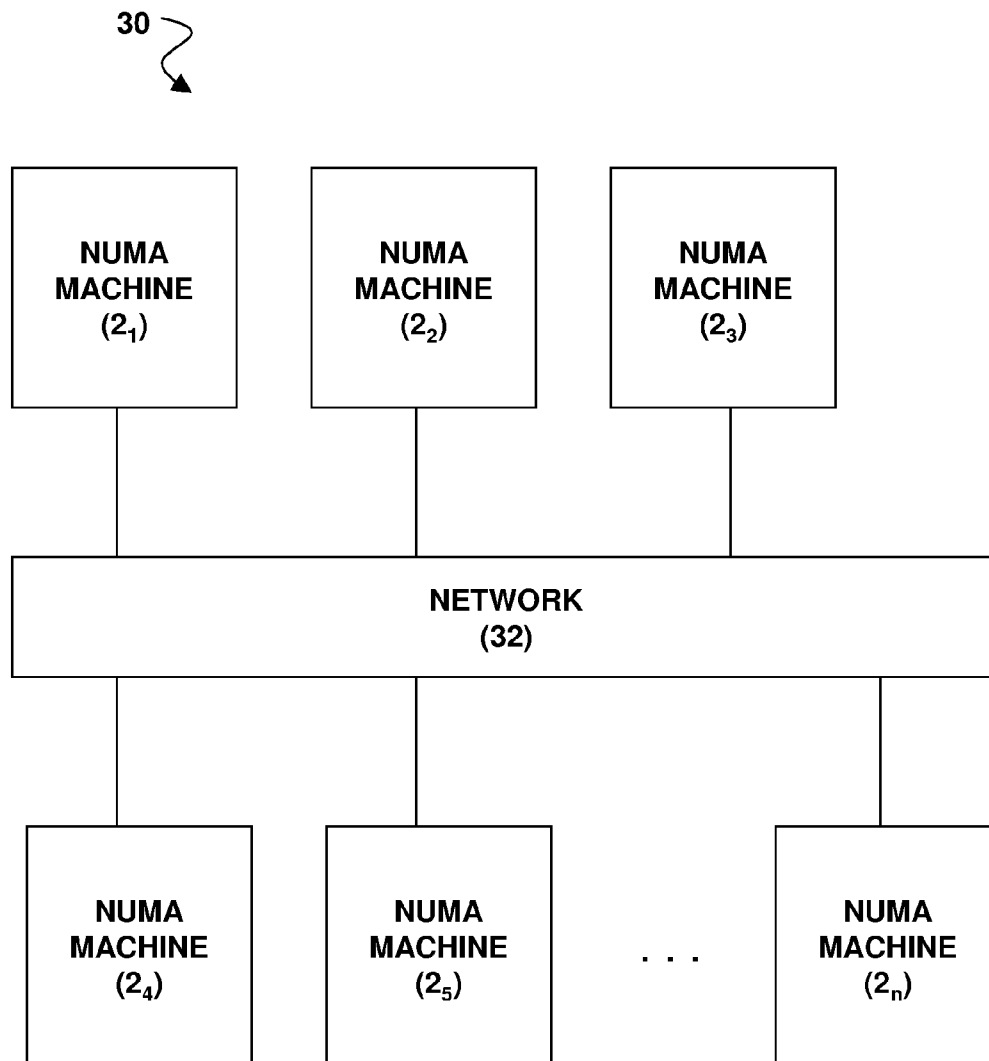 30
NUMA
MACHINE
(2₁)
NUMA
MACHINE
(2₂)
NUMA
MACHINE
(2₃)
NETWORK
(32)
NUMA
MACHINE
(2₄)
NUMA
MACHINE
(2₅)
. . .
NUMA
MACHINE
(2ₙ)